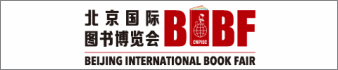 北京国际
图书博览会
BIBF
CNPIEC
BEIJING INTERNATIONAL BOOK FAIR